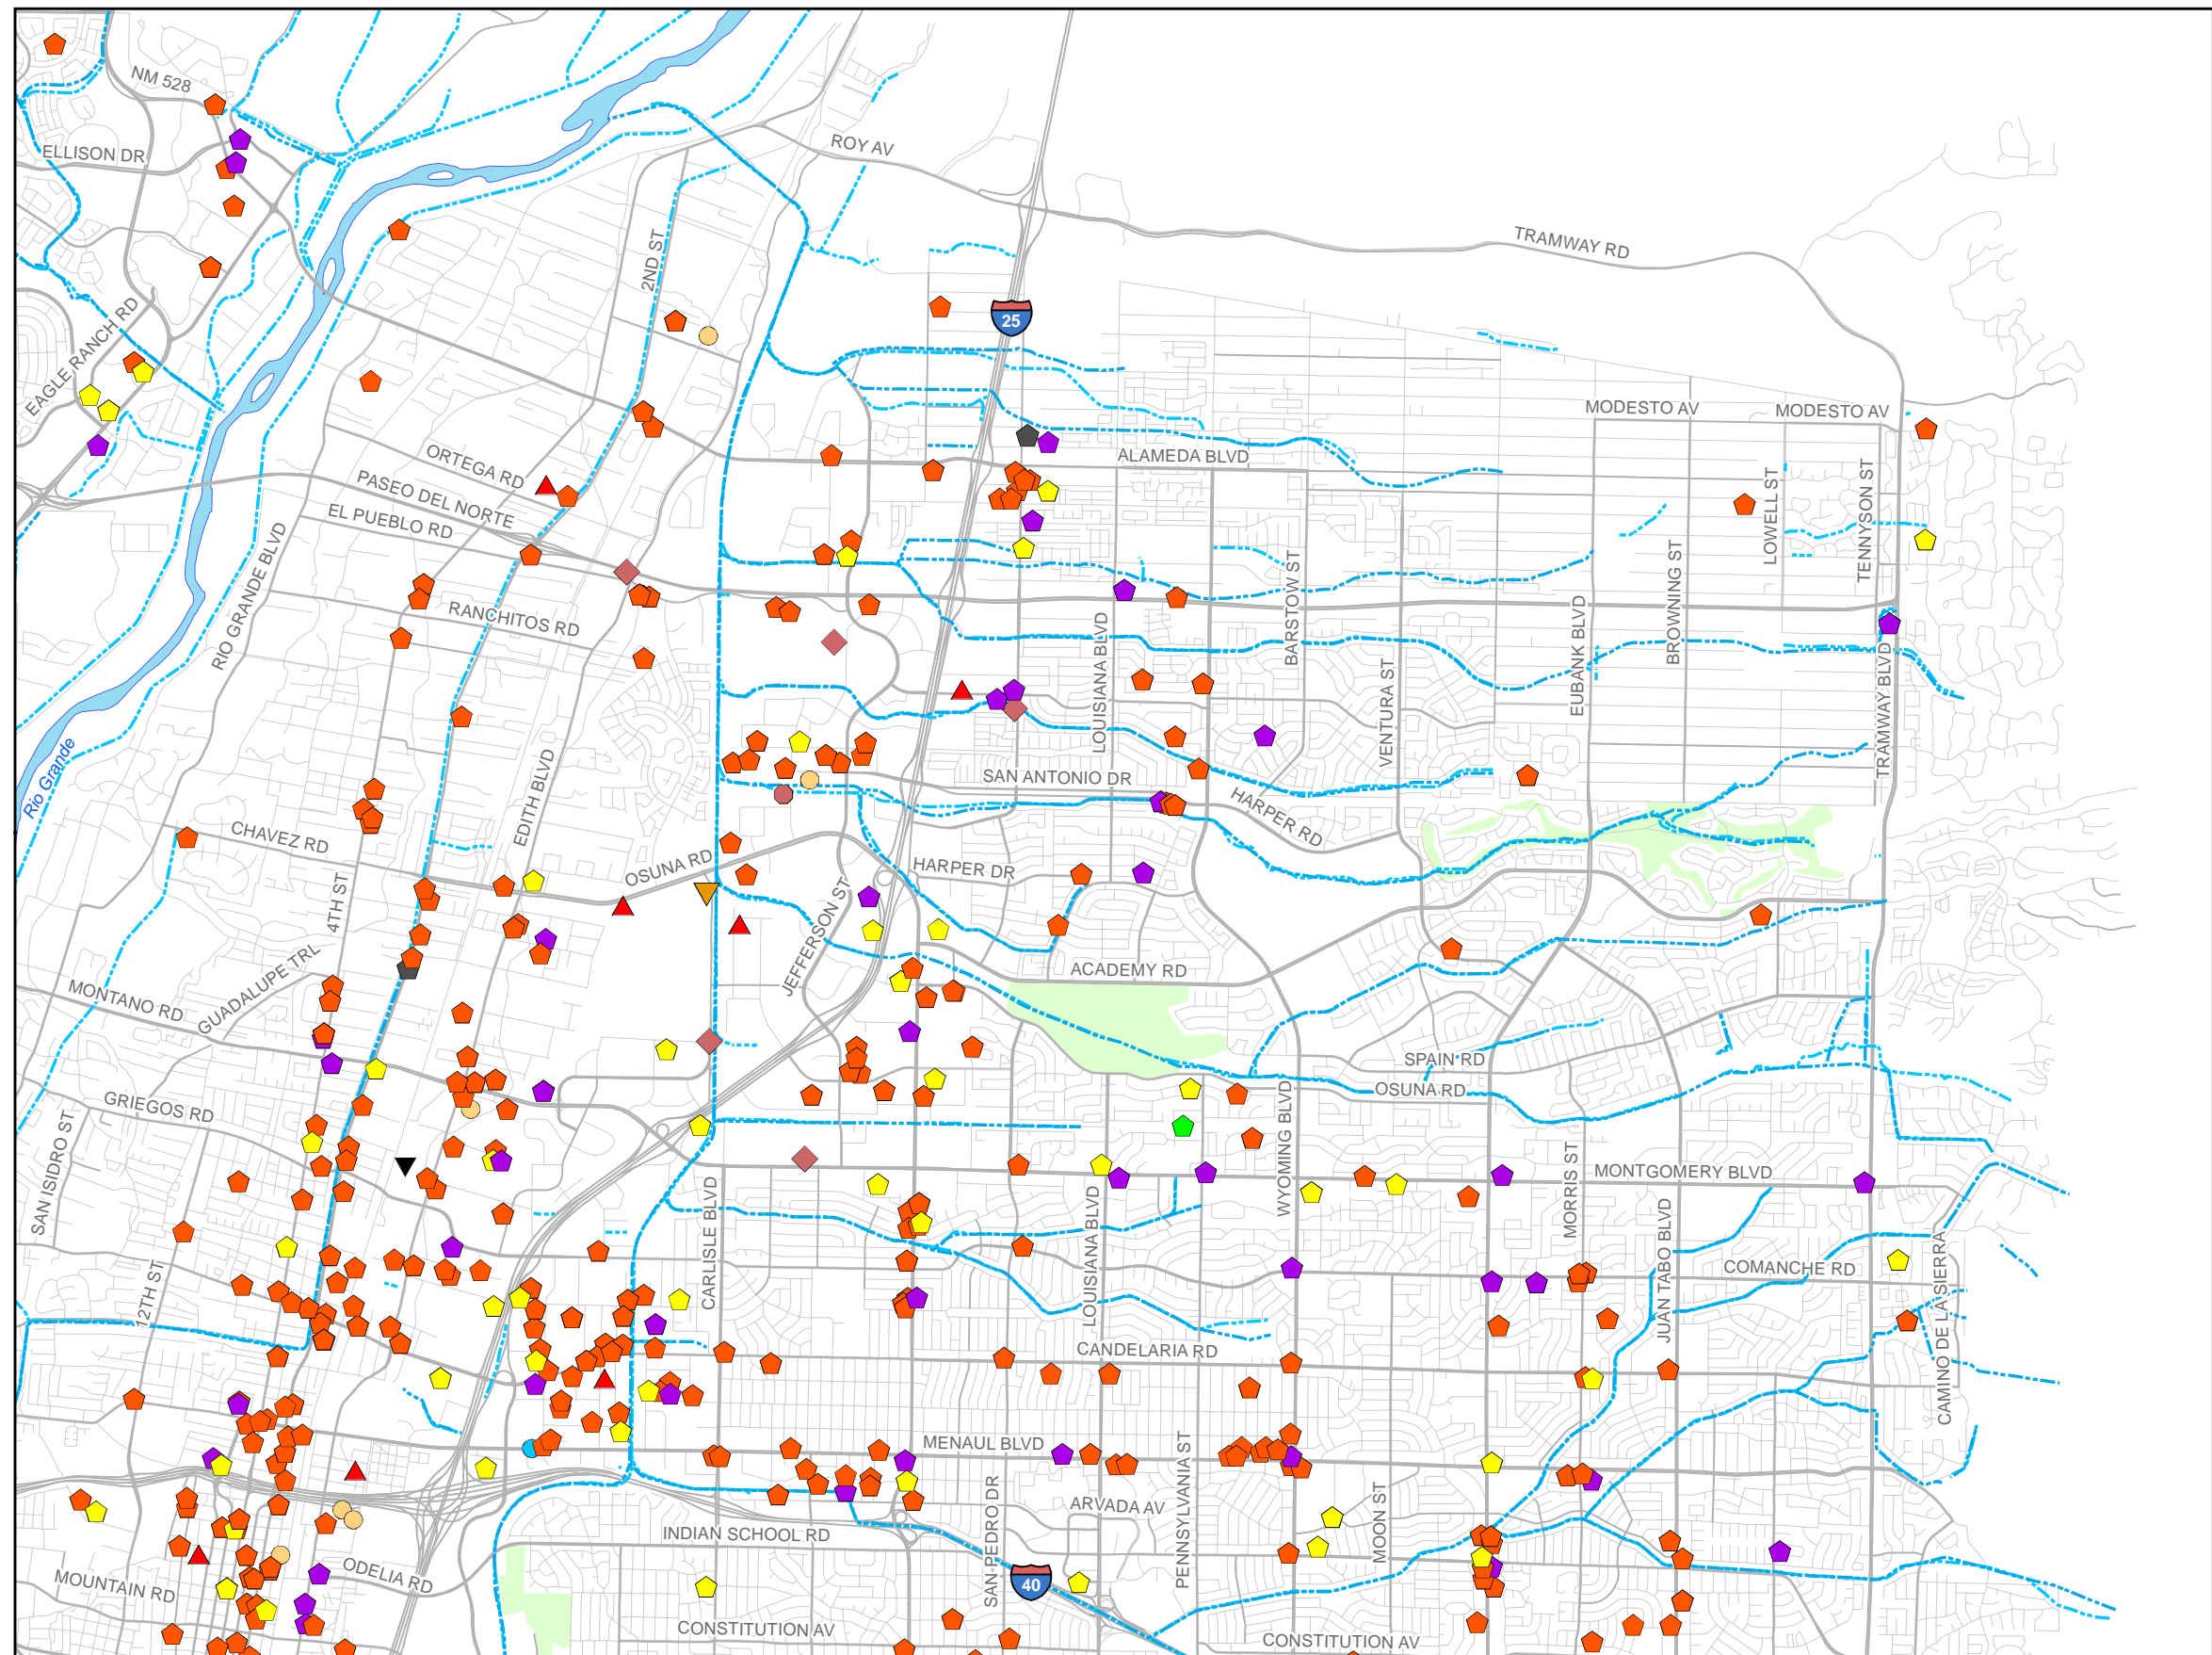 NM 528
ROY AV
ELLISON DR
TRAMWAY RD
2ND ST
25
EAGLE RANCH RD
MODESTO AV
MODESTO AV
ORTEGA RD
ALAMEDA BLVD
PASEO DEL NORTE
LOWELL ST
TENNYSON ST
EL PUEBLO RD
RIO GRANDE BLVD
BARSTOW ST
BROWNING ST
RANCHITOS RD
LOUISIANA BLVD
EUBANK BLVD
VENTURA ST
TRAMWAY BLVD
Rio Grande
SAN ANTONIO DR
EDITH BLVD
HARPER RD
CHAVEZ RD
OSUNA RD
HARPER DR
4TH ST
JEFFERSON ST
ACADEMY RD
GUADALUPE TRL
MONTANO RD
SPAIN RD
OSUNA RD
GRIEGOS RD
SAN ISIDRO ST
WYOMING BLVD
MORRIS ST
MONTGOMERY BLVD
CARLISLE BLVD
LOUISIANA BLVD
JUAN TABO BLVD
COMANCHE RD
CAMINO DE LA SIERRA
12TH ST
CANDELARIA RD
MENAUL BLVD
PENNSYLVANIA ST
SAN PEDRO DR
ARVADA AV
MOON ST
INDIAN SCHOOL RD
ODELIA RD
MOUNTAIN RD
40
CONSTITUTION AV
CONSTITUTION AV